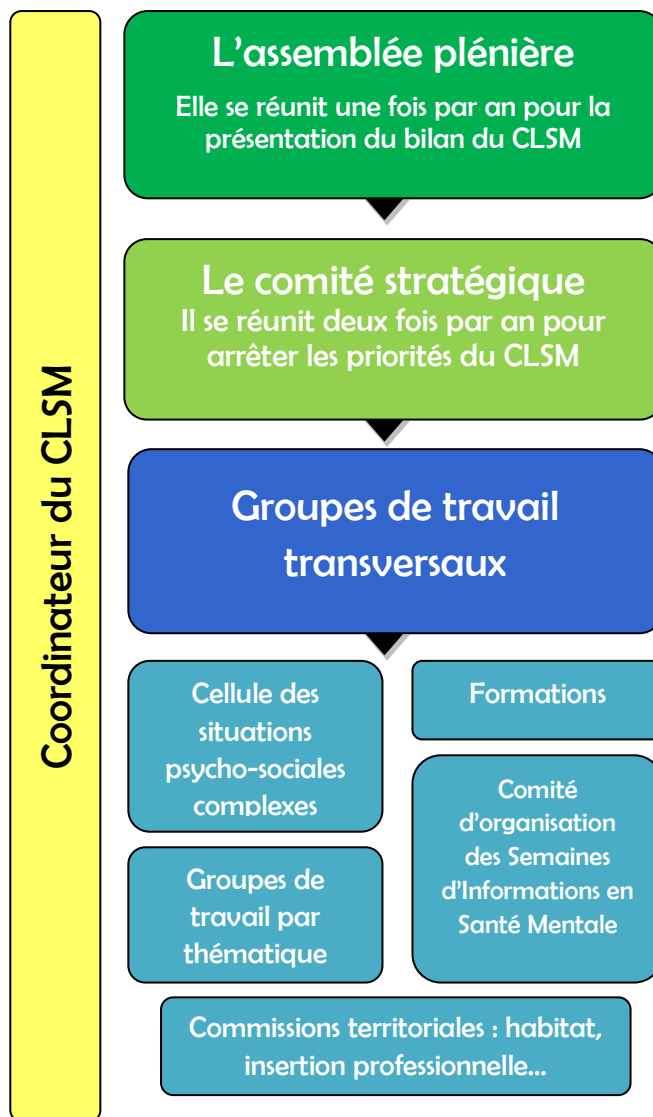 Coordinateur du CLSM
L'assemblée plénière
Elle se réunit une fois par an pour la
présentation du bilan du CLSM
Le comité stratégique
Il se réunit deux fois par an pour
arrêter les priorités du CLSM
Groupes de travail
transversaux
Cellule des
situations
psycho-sociales
complexes
Formations
Comité
d'organisation
des Semaines
d'Informations en
Santé Mentale
Groupes de
travail par
thématique
Commissions territoriales : habitat,
insertion professionnelle...